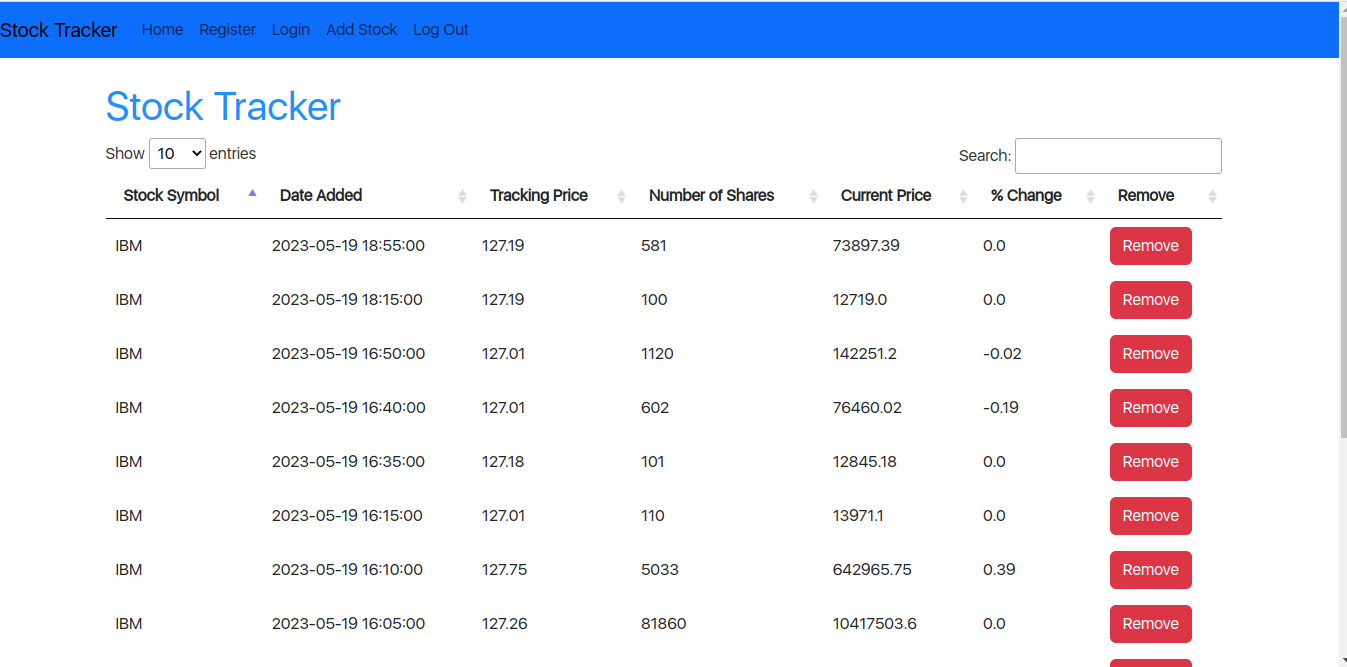 Stock Tracker Home Register Login Add Stock Log Out
Stock Tracker
Show 10 entries Search:
Stock Symbol Date Added Tracking Price Number of Shares Current Price % Change Remove
IBM 2023-05-19 18:55:00 127.19 581 73897.39 0.0 Remove
IBM 2023-05-19 18:15:00 127.19 100 12719.0 0.0 Remove
IBM 2023-05-19 16:50:00 127.01 1120 142251.2 -0.02 Remove
IBM 2023-05-19 16:40:00 127.01 602 76460.02 -0.19 Remove
IBM 2023-05-19 16:35:00 127.18 101 12845.18 0.0 Remove
IBM 2023-05-19 16:15:00 127.01 110 13971.1 0.0 Remove
IBM 2023-05-19 16:10:00 127.75 5033 642965.75 0.39 Remove
IBM 2023-05-19 16:05:00 127.26 81860 10417503.6 0.0 Remove